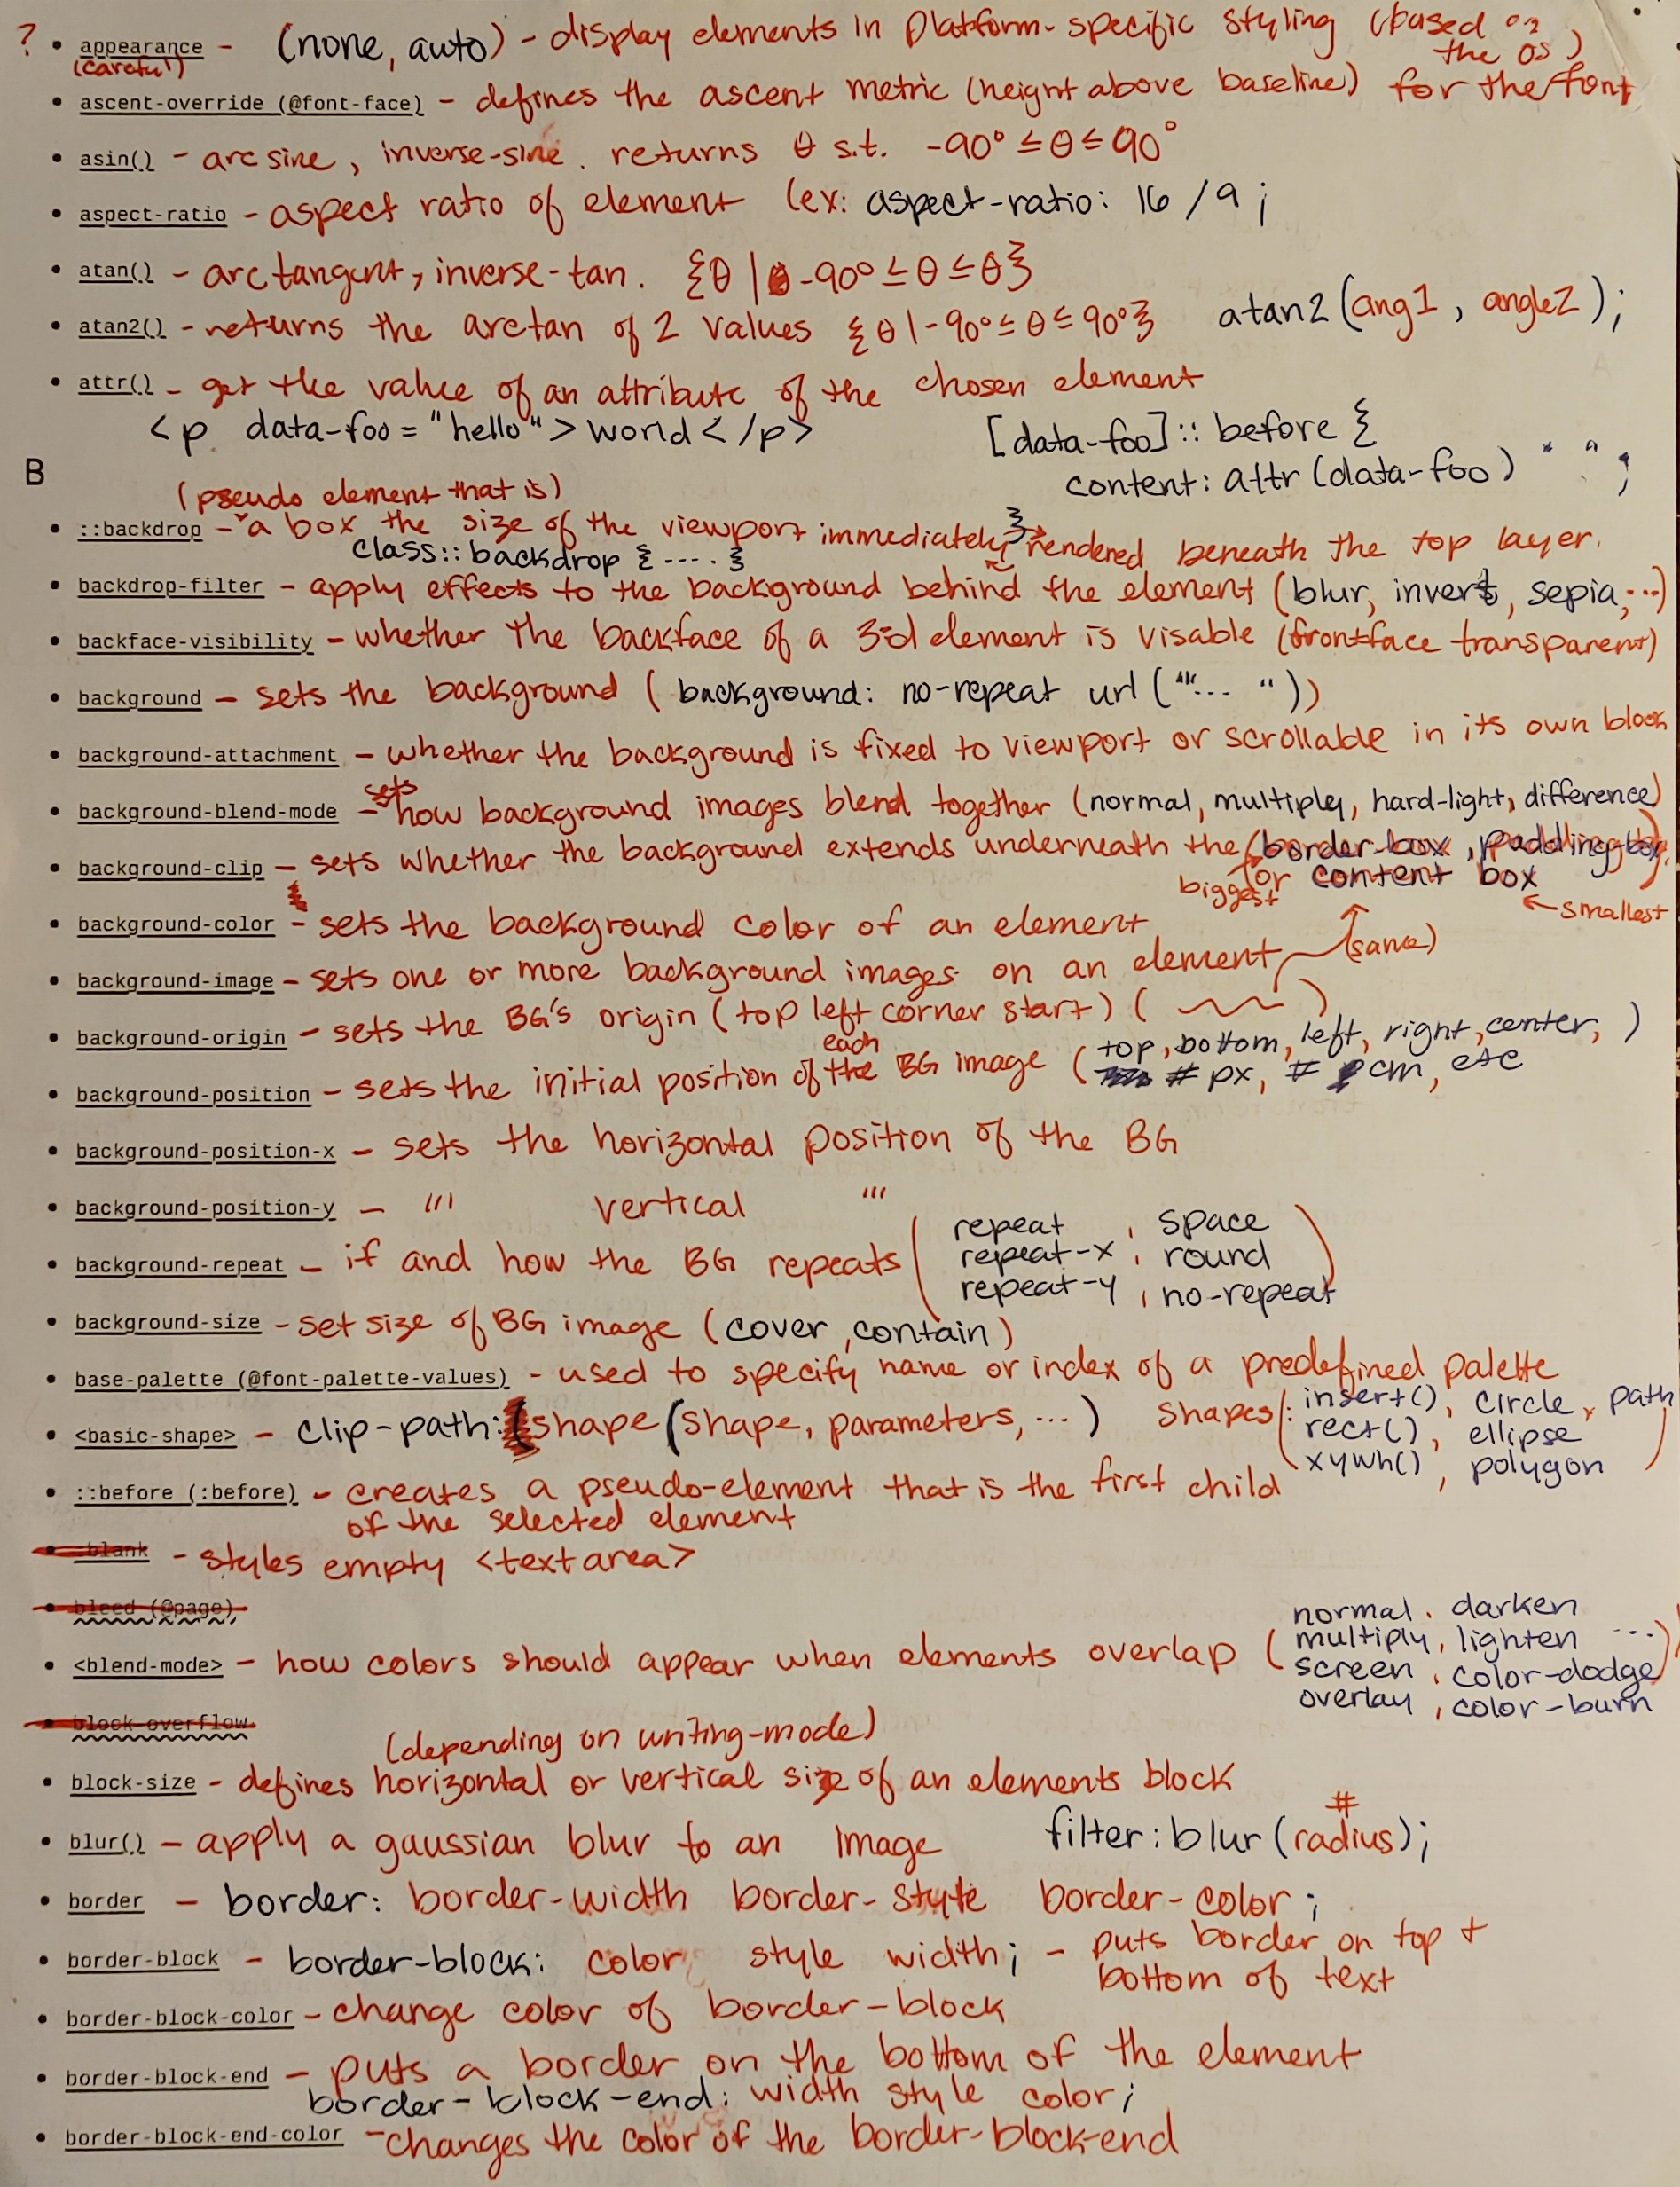 ? • appearance - (none, auto) - display elements in platform-specific styling (based on
(careful) the OS)
• ascent-override (@font-face) - defines the ascent metric (height above baseline) for the font
• asin() - arc sine, inverse-sine. returns θ s.t. -90° ≤ θ ≤ 90°
• aspect-ratio - aspect ratio of element (ex: aspect-ratio: 16 / 9 ;
• atan() - arc tangent, inverse-tan. {θ | -90° ≤ θ ≤ θ}
• atan2() - returns the arctan of 2 values {θ | -90° ≤ θ ≤ 90°} atan2 (ang1, angle2);
• attr() - get the value of an attribute of the chosen element
<p data-foo = "hello" > world </p> [data-foo]:: before {
B content: attr (data-foo) " " ;
(pseudo element that is) }
• ::backdrop - a box the size of the viewport immediately rendered beneath the top layer.
class:: backdrop { ---- }
• backdrop-filter - apply effects to the background behind the element (blur, invert, sepia, ...)
• backface-visibility - whether the backface of a 3-d element is visable (front-face transparent)
• background - sets the background ( background: no-repeat url ("... "))
• background-attachment - whether the background is fixed to viewport or scrollable in its own block
• background-blend-mode - sets how background images blend together (normal, multiply, hard-light, difference)
• background-clip - sets whether the background extends underneath the (border-box, padding-box,
biggest or content box)
← smallest
• background-color - sets the background color of an element
(same)
• background-image - sets one or more background images on an element
• background-origin - sets the BG's origin (top left corner start) ( )
• background-position - sets the initial position of the each BG image (top, bottom, left, right, center, )
# px, # cm, etc
• background-position-x - sets the horizontal position of the BG
• background-position-y - "' vertical "'
• background-repeat - if and how the BG repeats ( repeat , space
repeat-x , round
repeat-y , no-repeat )
• background-size - set size of BG image (cover, contain)
• base-palette (@font-palette-values) - used to specify name or index of a predefined palette
• <basic-shape> - clip-path: shape (shape, parameters, ... ) shapes: ( insert(), circle, path
rect(), ellipse
xywh(), polygon )
• ::before (:before) - creates a pseudo-element that is the first child
of the selected element
• :blank - styles empty <textarea>
• bleed (@page)
• <blend-mode> - how colors should appear when elements overlap ( normal, darken
multiply, lighten ...
screen, color-dodge
overlay, color-burn )
• block-overflow
(depending on writing-mode)
• block-size - defines horizontal or vertical size of an elements block
#
• blur() - apply a gaussian blur to an image filter: blur (radius);
• border - border: border-width border-style border-color ;
• border-block - border-block: color style width; - puts border on top +
bottom of text
• border-block-color - change color of border-block
• border-block-end - puts a border on the bottom of the element
border-block-end: width style color;
• border-block-end-color - changes the color of the border-block-end